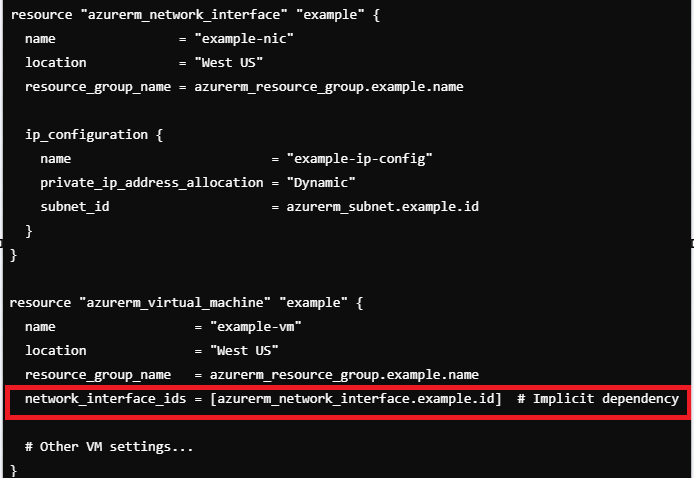 resource "azurerm_network_interface" "example" {
  name                = "example-nic"
  location            = "West US"
  resource_group_name = azurerm_resource_group.example.name

  ip_configuration {
    name                          = "example-ip-config"
    private_ip_address_allocation = "Dynamic"
    subnet_id                     = azurerm_subnet.example.id
  }
}

resource "azurerm_virtual_machine" "example" {
  name                  = "example-vm"
  location              = "West US"
  resource_group_name   = azurerm_resource_group.example.name
  network_interface_ids = [azurerm_network_interface.example.id]  # Implicit dependency

  # Other VM settings...
}